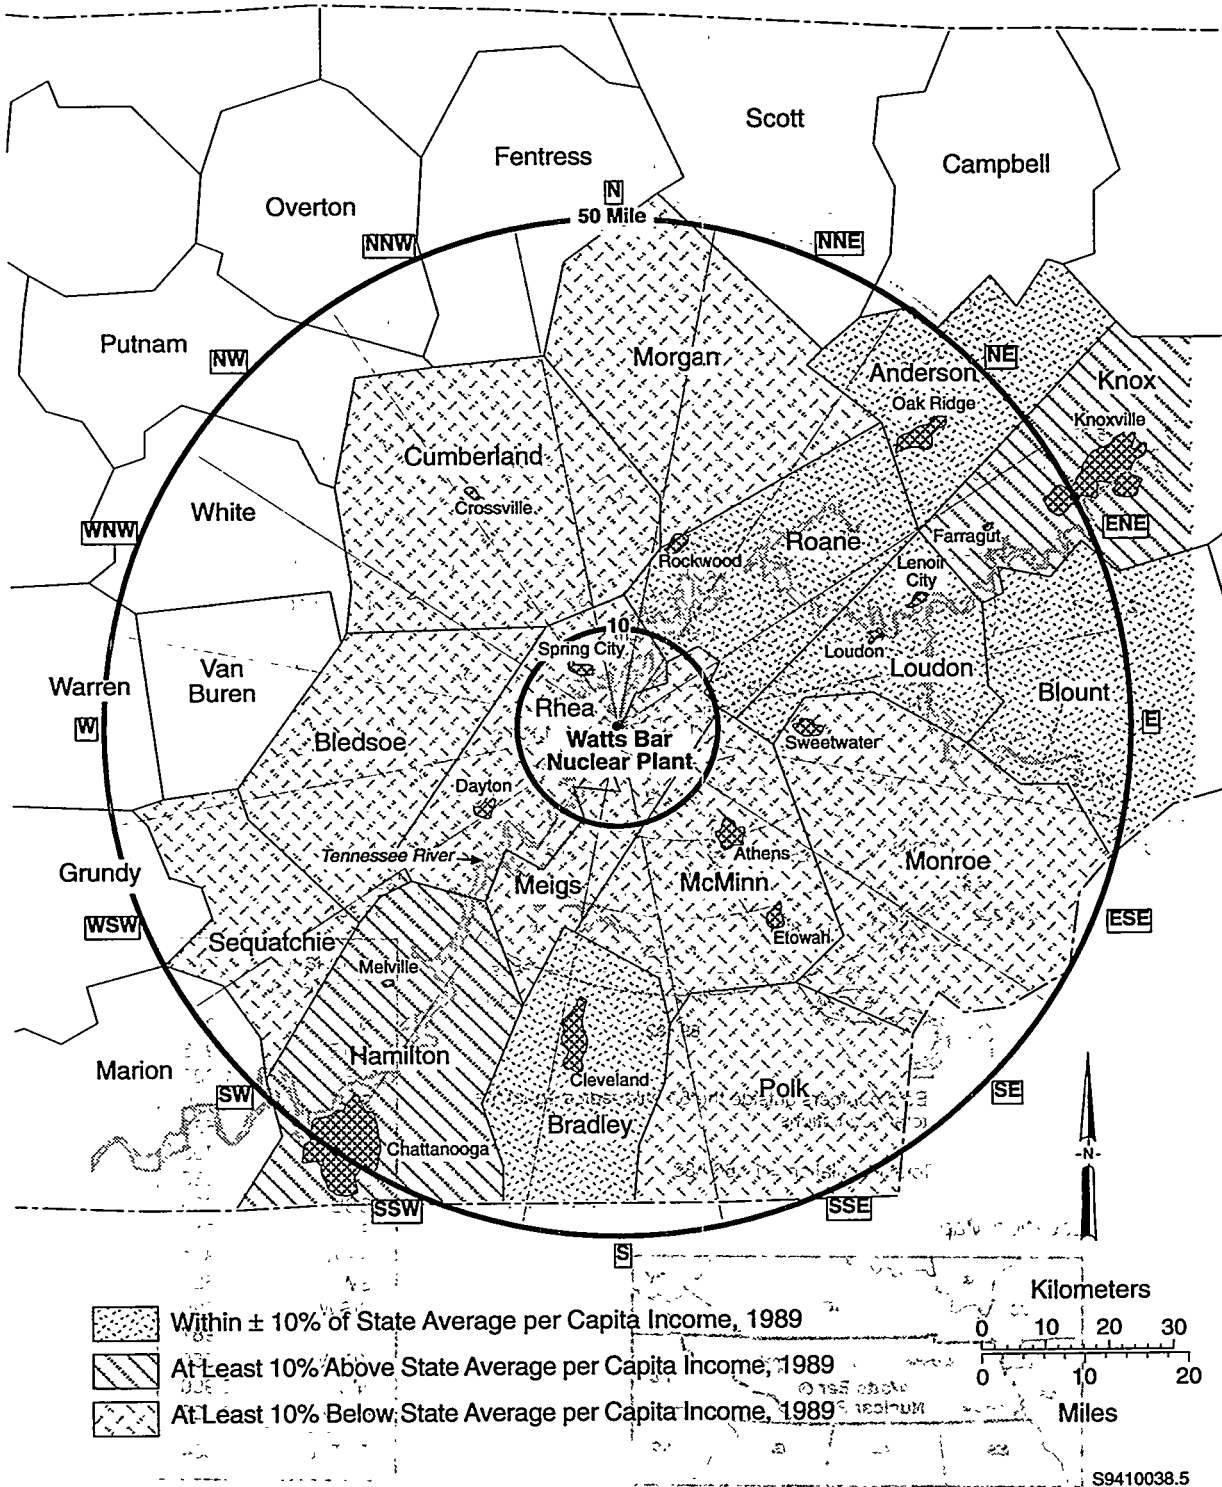 Scott
Fentress
Campbell
N
Overton
50 Mile
NNW
NNE
Putnam
NW
Morgan
NE
Anderson
Knox
Oak Ridge
Knoxville
Cumberland
Crossville
White
WNW
ENE
Farragut
Roane
Rockwood
Lenoir
City
10
Spring City
Loudon
Loudon
Van
Buren
Warren
Blount
W
Rhea
E
Watts Bar
Nuclear Plant
Bledsoe
Sweetwater
Dayton
Tennessee River
Athens
Monroe
Grundy
Meigs
McMinn
WSW
ESE
Etowah
Sequatchie
Melville
Hamilton
Marion
Cleveland
Polk
SW
SE
Bradley
Chattanooga
-N-
SSW
SSE
S
Kilometers
Within ± 10% of State Average per Capita Income, 1989
0 10 20 30
At Least 10% Above State Average per Capita Income, 1989
0 10 20
At Least 10% Below State Average per Capita Income, 1989
Miles
S9410038.5